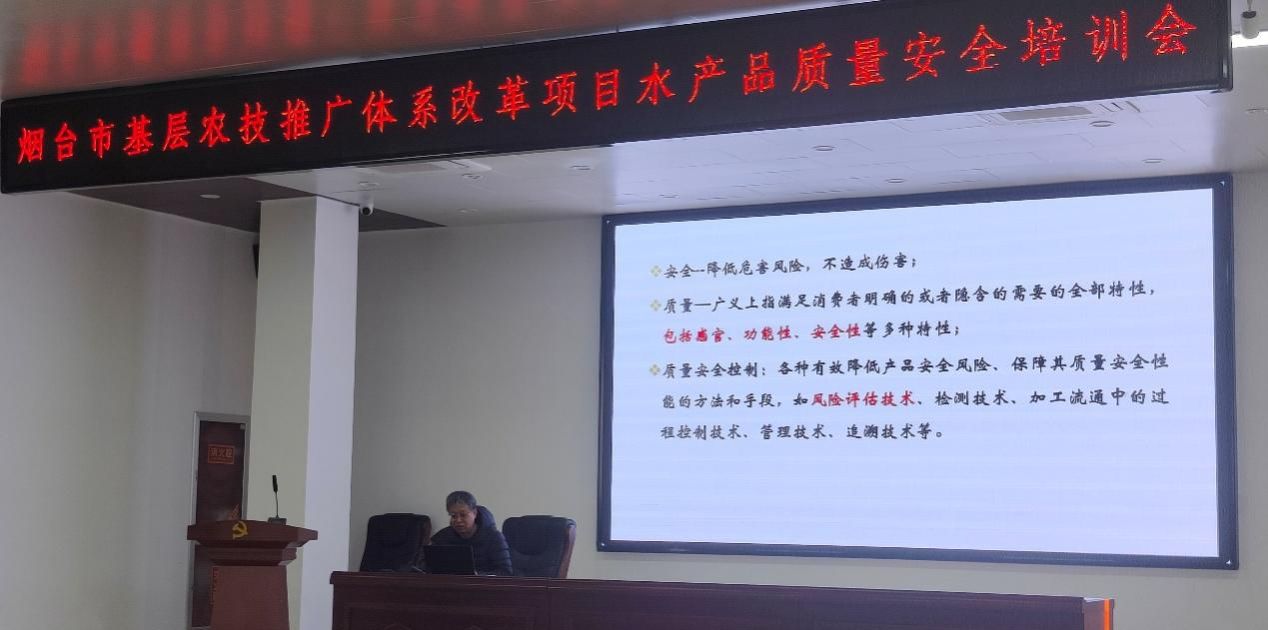 烟台市基层农技推广体系改革项目水产品质量安全培训会
安全--降低危害风险，不造成伤害；
质量—广义上指满足消费者明确的或者隐含的需要的全部特性，
包括感官、功能性、安全性等多种特性；
质量安全控制：各种有效降低产品安全风险、保障其质量安全性
能的方法和手段，如风险评估技术、检测技术、加工流通中的过
程控制技术、管理技术、追溯技术等。
消火栓